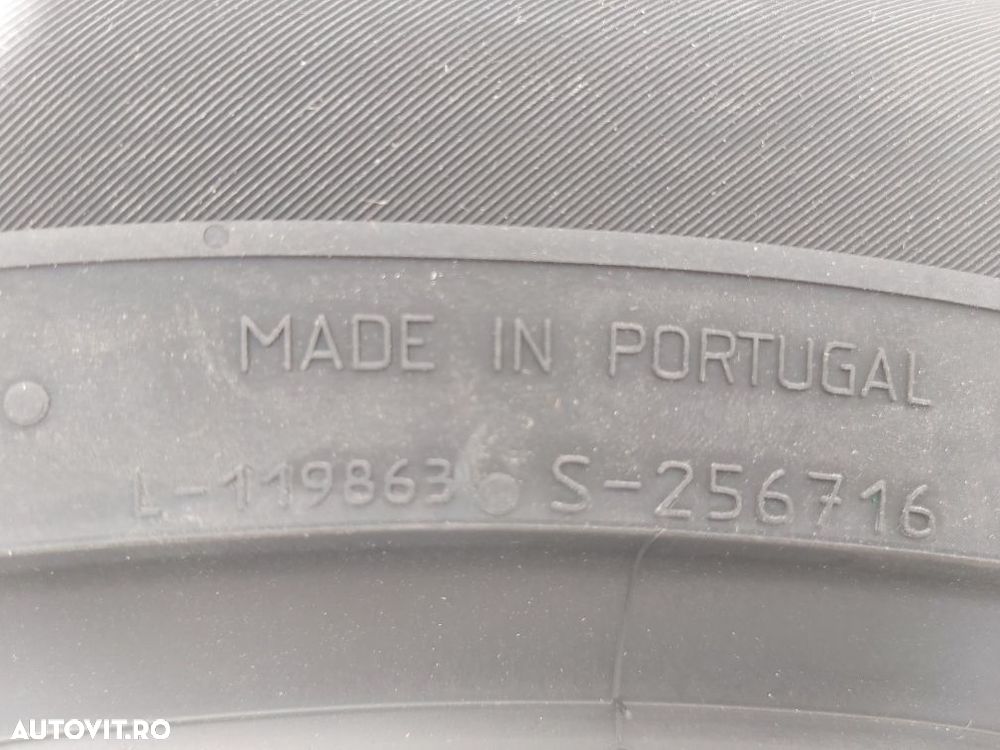 MADE IN PORTUGAL
L-119863 S-256716
AUTOVIT.RO